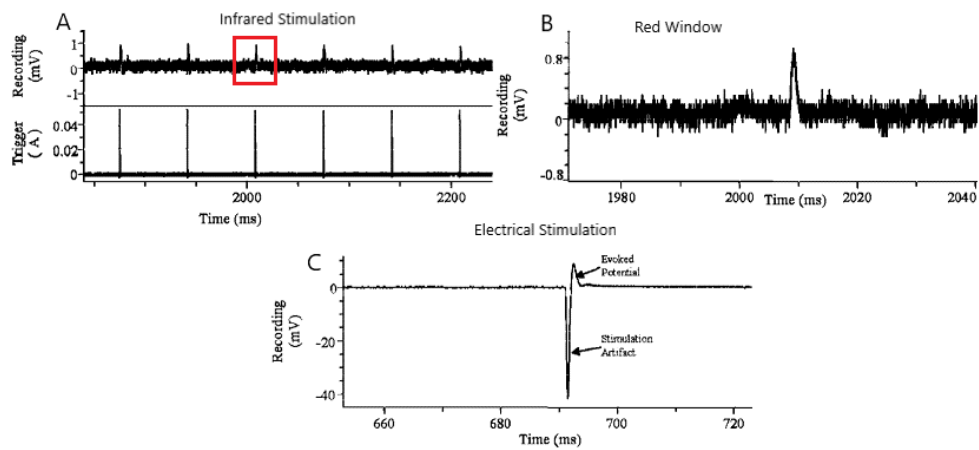 A
Infrared Stimulation
Recording
(mV)
1
0
-1
Trigger
( A)
0.04
0.02
0
2000
2200
Time (ms)
B
Red Window
Recording
(mV)
0.8
0
-0.8
1980
2000
Time (ms)
2020
2040
Electrical Stimulation
C
Recording
(mV)
0
-20
-40
Evoked
Potential
Stimulation
Artifact
660
680
700
720
Time (ms)